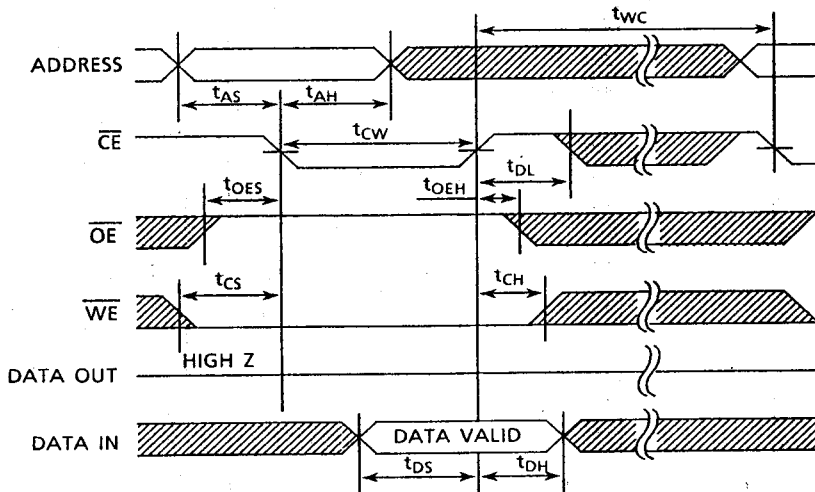 tWC
ADDRESS
tAS
tAH
CE
tCW
tDL
tOES
tOEH
OE
tCS
tCH
WE
HIGH Z
DATA OUT
DATA IN
DATA VALID
tDS
tDH